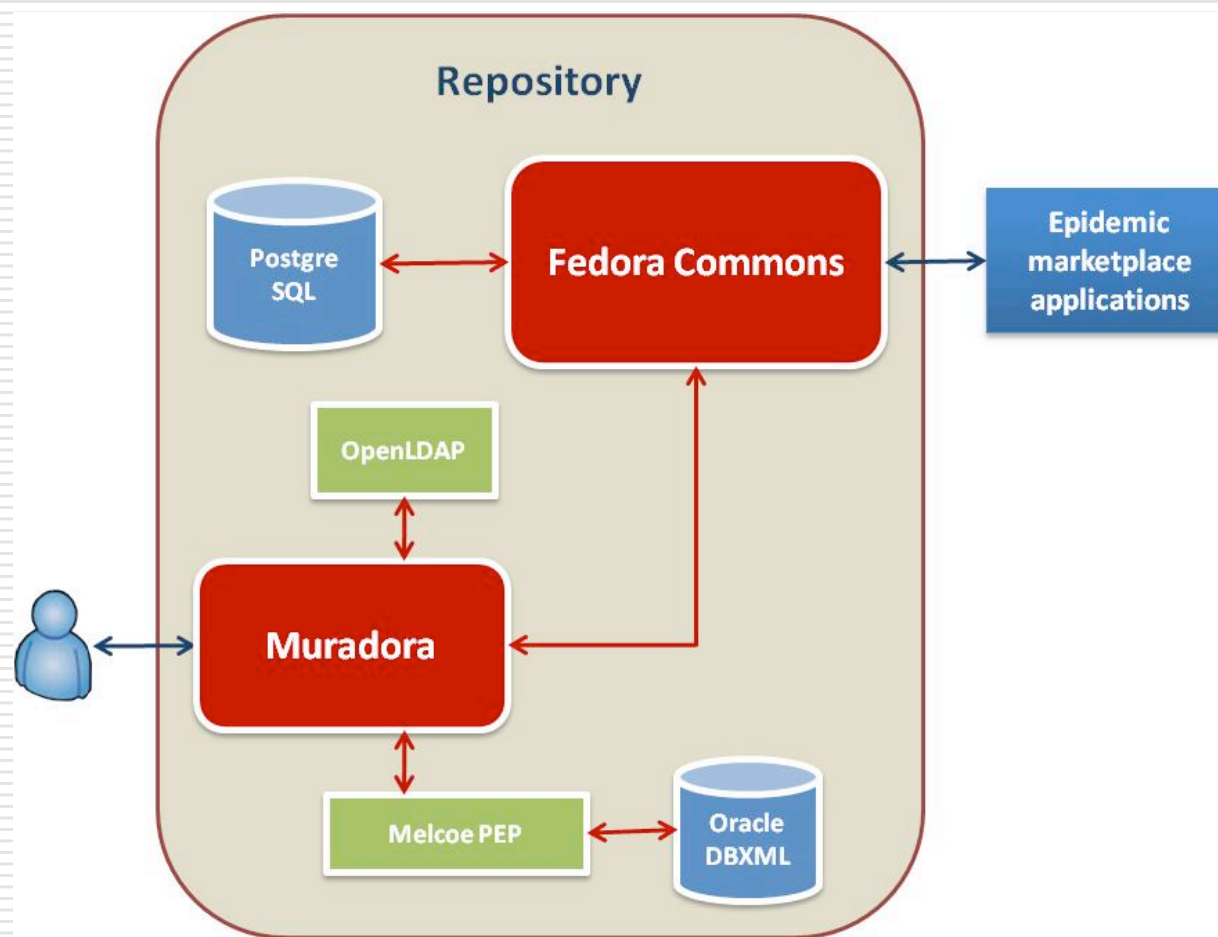 Repository
Postgre
SQL
Fedora Commons
Epidemic
marketplace
applications
OpenLDAP
Muradora
Melcoe PEP
Oracle
DBXML